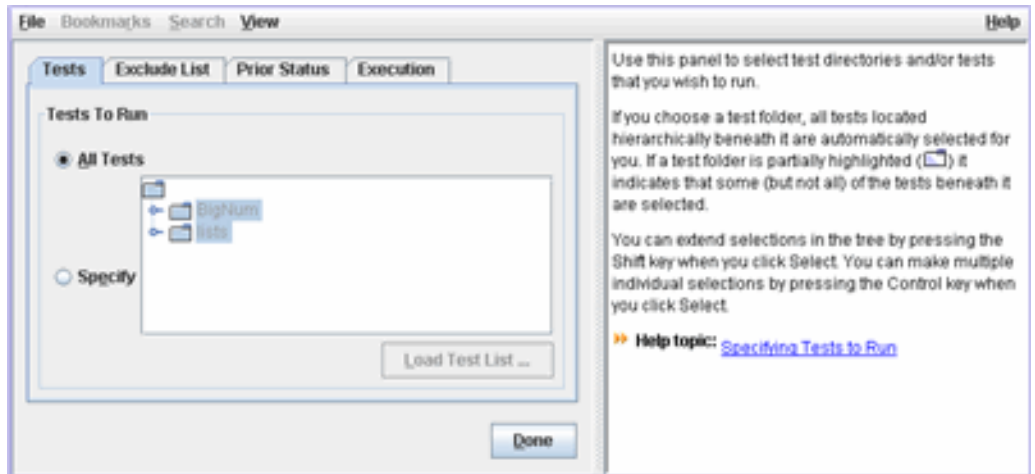 File Bookmarks Search View Help
Tests Exclude List Prior Status Execution
Tests To Run
All Tests
BigNum
lists
Specify
Load Test List ...
Done
Use this panel to select test directories and/or tests
that you wish to run.
If you choose a test folder, all tests located
hierarchically beneath it are automatically selected for
you. If a test folder is partially highlighted ( ) it
indicates that some (but not all) of the tests beneath it
are selected.
You can extend selections in the tree by pressing the
Shift key when you click Select. You can make multiple
individual selections by pressing the Control key when
you click Select.
Help topic: Specifying Tests to Run